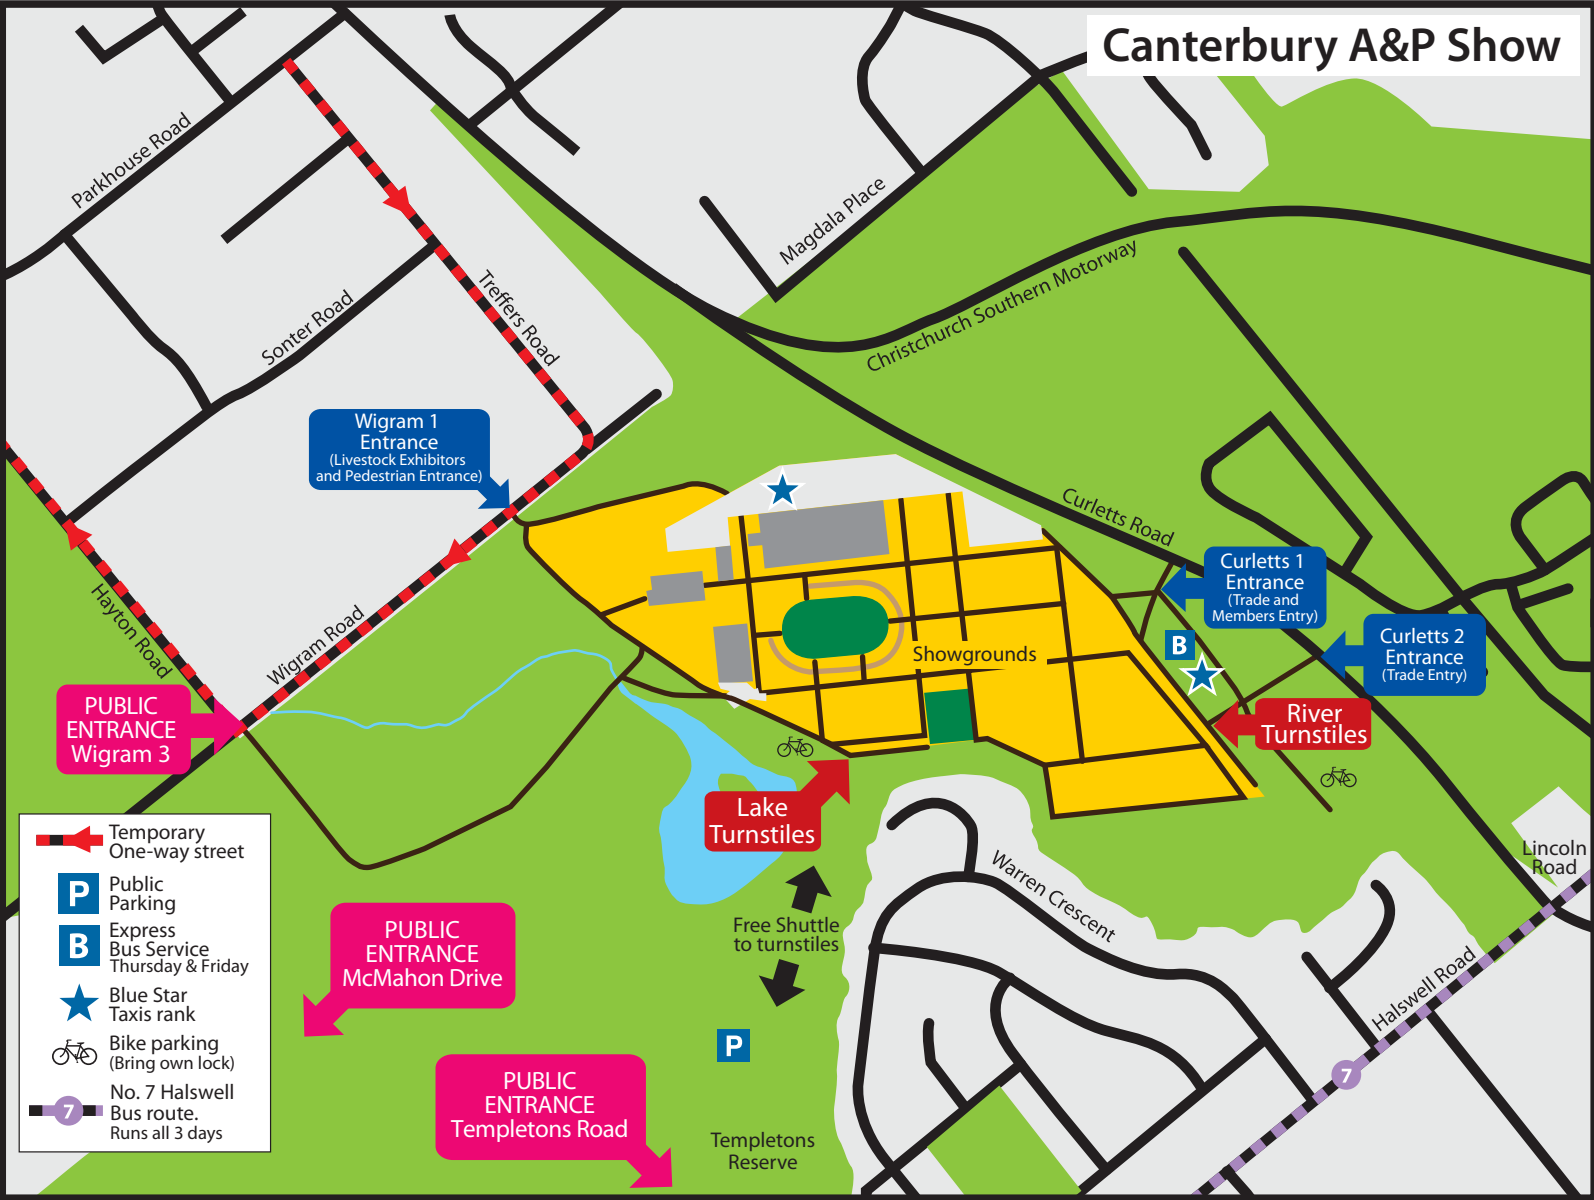 Canterbury A&P Show
Parkhouse Road
Magdala Place
Christchurch Southern Motorway
Treffers Road
Sonter Road
Wigram 1
Entrance
(Livestock Exhibitors
and Pedestrian Entrance)
Curletts Road
Curletts 1
Entrance
(Trade and
Members Entry)
Hayton Road
Wigram Road
B
Curletts 2
Entrance
(Trade Entry)
Showgrounds
PUBLIC
ENTRANCE
Wigram 3
River
Turnstiles
Lake
Turnstiles
Temporary
One-way street
P
Public
Parking
B
Express
Bus Service
Thursday & Friday
Blue Star
Taxis rank
Bike parking
(Bring own lock)
7
No. 7 Halswell
Bus route.
Runs all 3 days
PUBLIC
ENTRANCE
McMahon Drive
Free Shuttle
to turnstiles
Warren Crescent
Lincoln
Road
Halswell Road
P
7
PUBLIC
ENTRANCE
Templetons Road
Templetons
Reserve